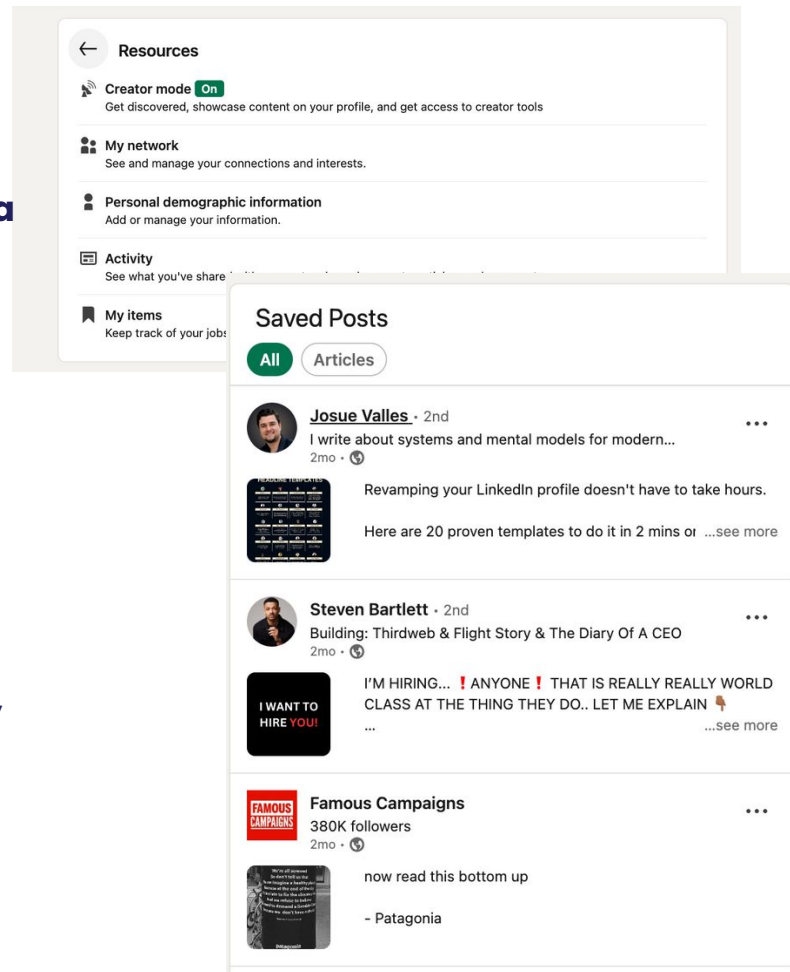 Resources
Creator mode On
Get discovered, showcase content on your profile, and get access to creator tools
My network
See and manage your connections and interests.
Personal demographic information
Add or manage your information.
a
Activity
See what you've share
My items
Keep track of your jobs
Saved Posts
All
Articles
Josue Valles • 2nd
I write about systems and mental models for modern...
2mo •
HEADLINE TEMPLATES
Revamping your LinkedIn profile doesn't have to take hours.
Here are 20 proven templates to do it in 2 mins or ...see more
Steven Bartlett • 2nd
Building: Thirdweb & Flight Story & The Diary Of A CEO
2mo •
I WANT TO
HIRE YOU!
I'M HIRING... ❗ ANYONE ❗ THAT IS REALLY REALLY WORLD
CLASS AT THE THING THEY DO.. LET ME EXPLAIN 👇🏾
... ...see more
FAMOUS
CAMPAIGNS
Famous Campaigns
380K followers
2mo •
now read this bottom up
- Patagonia